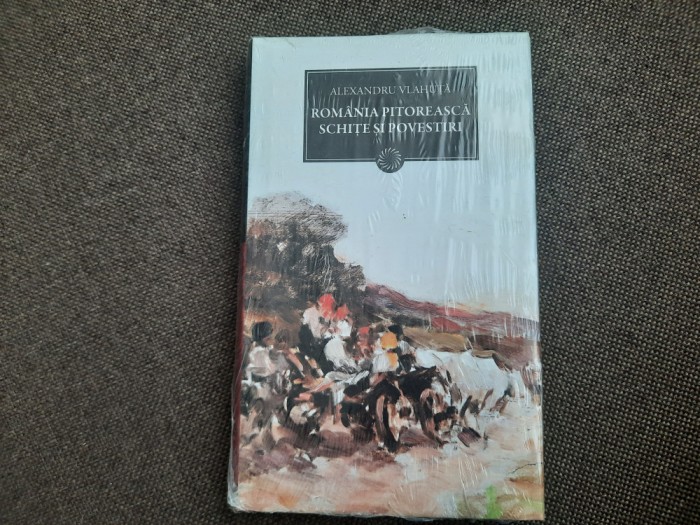 ALEXANDRU VLAHUȚĂ
ROMÂNIA PITOREASCĂ
SCHIȚE ȘI POVESTIRI